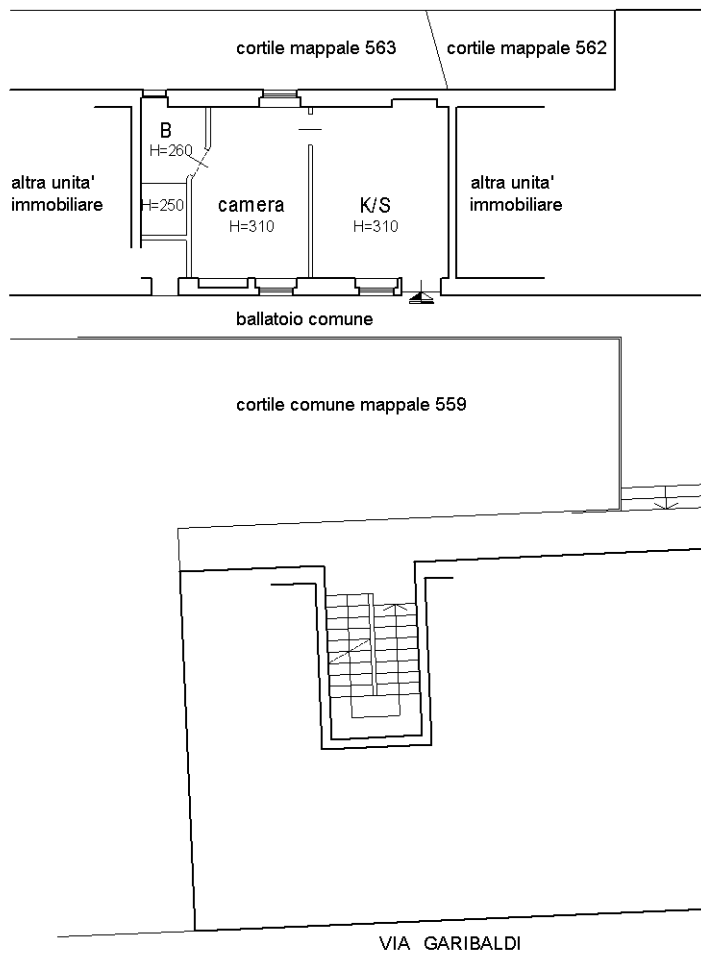 cortile mappale 563
cortile mappale 562
B
H=260
altra unita'
immobiliare
H=250
camera
H=310
K/S
H=310
altra unita'
immobiliare
ballatoio comune
cortile comune mappale 559
VIA GARIBALDI